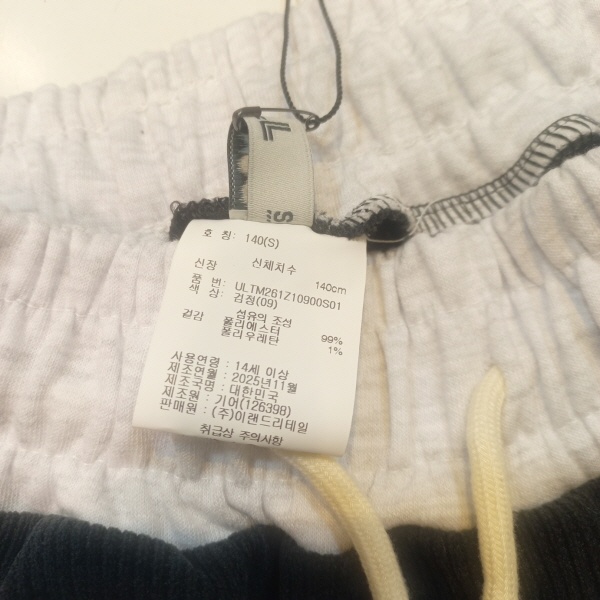 호 칭: 140(S)
신장 신체치수 140cm
품 번: ULTM261Z10900S01
색 상: 검정(09)
겉감 섬유의 조성
폴리에스터 99%
폴리우레탄 1%
사용연령 : 14세 이상
제조연월 : 2025년11월
제조국명 : 대한민국
제조원 : 기어(126398)
판매원 : (주)이랜드리테일
취급상 주의사항